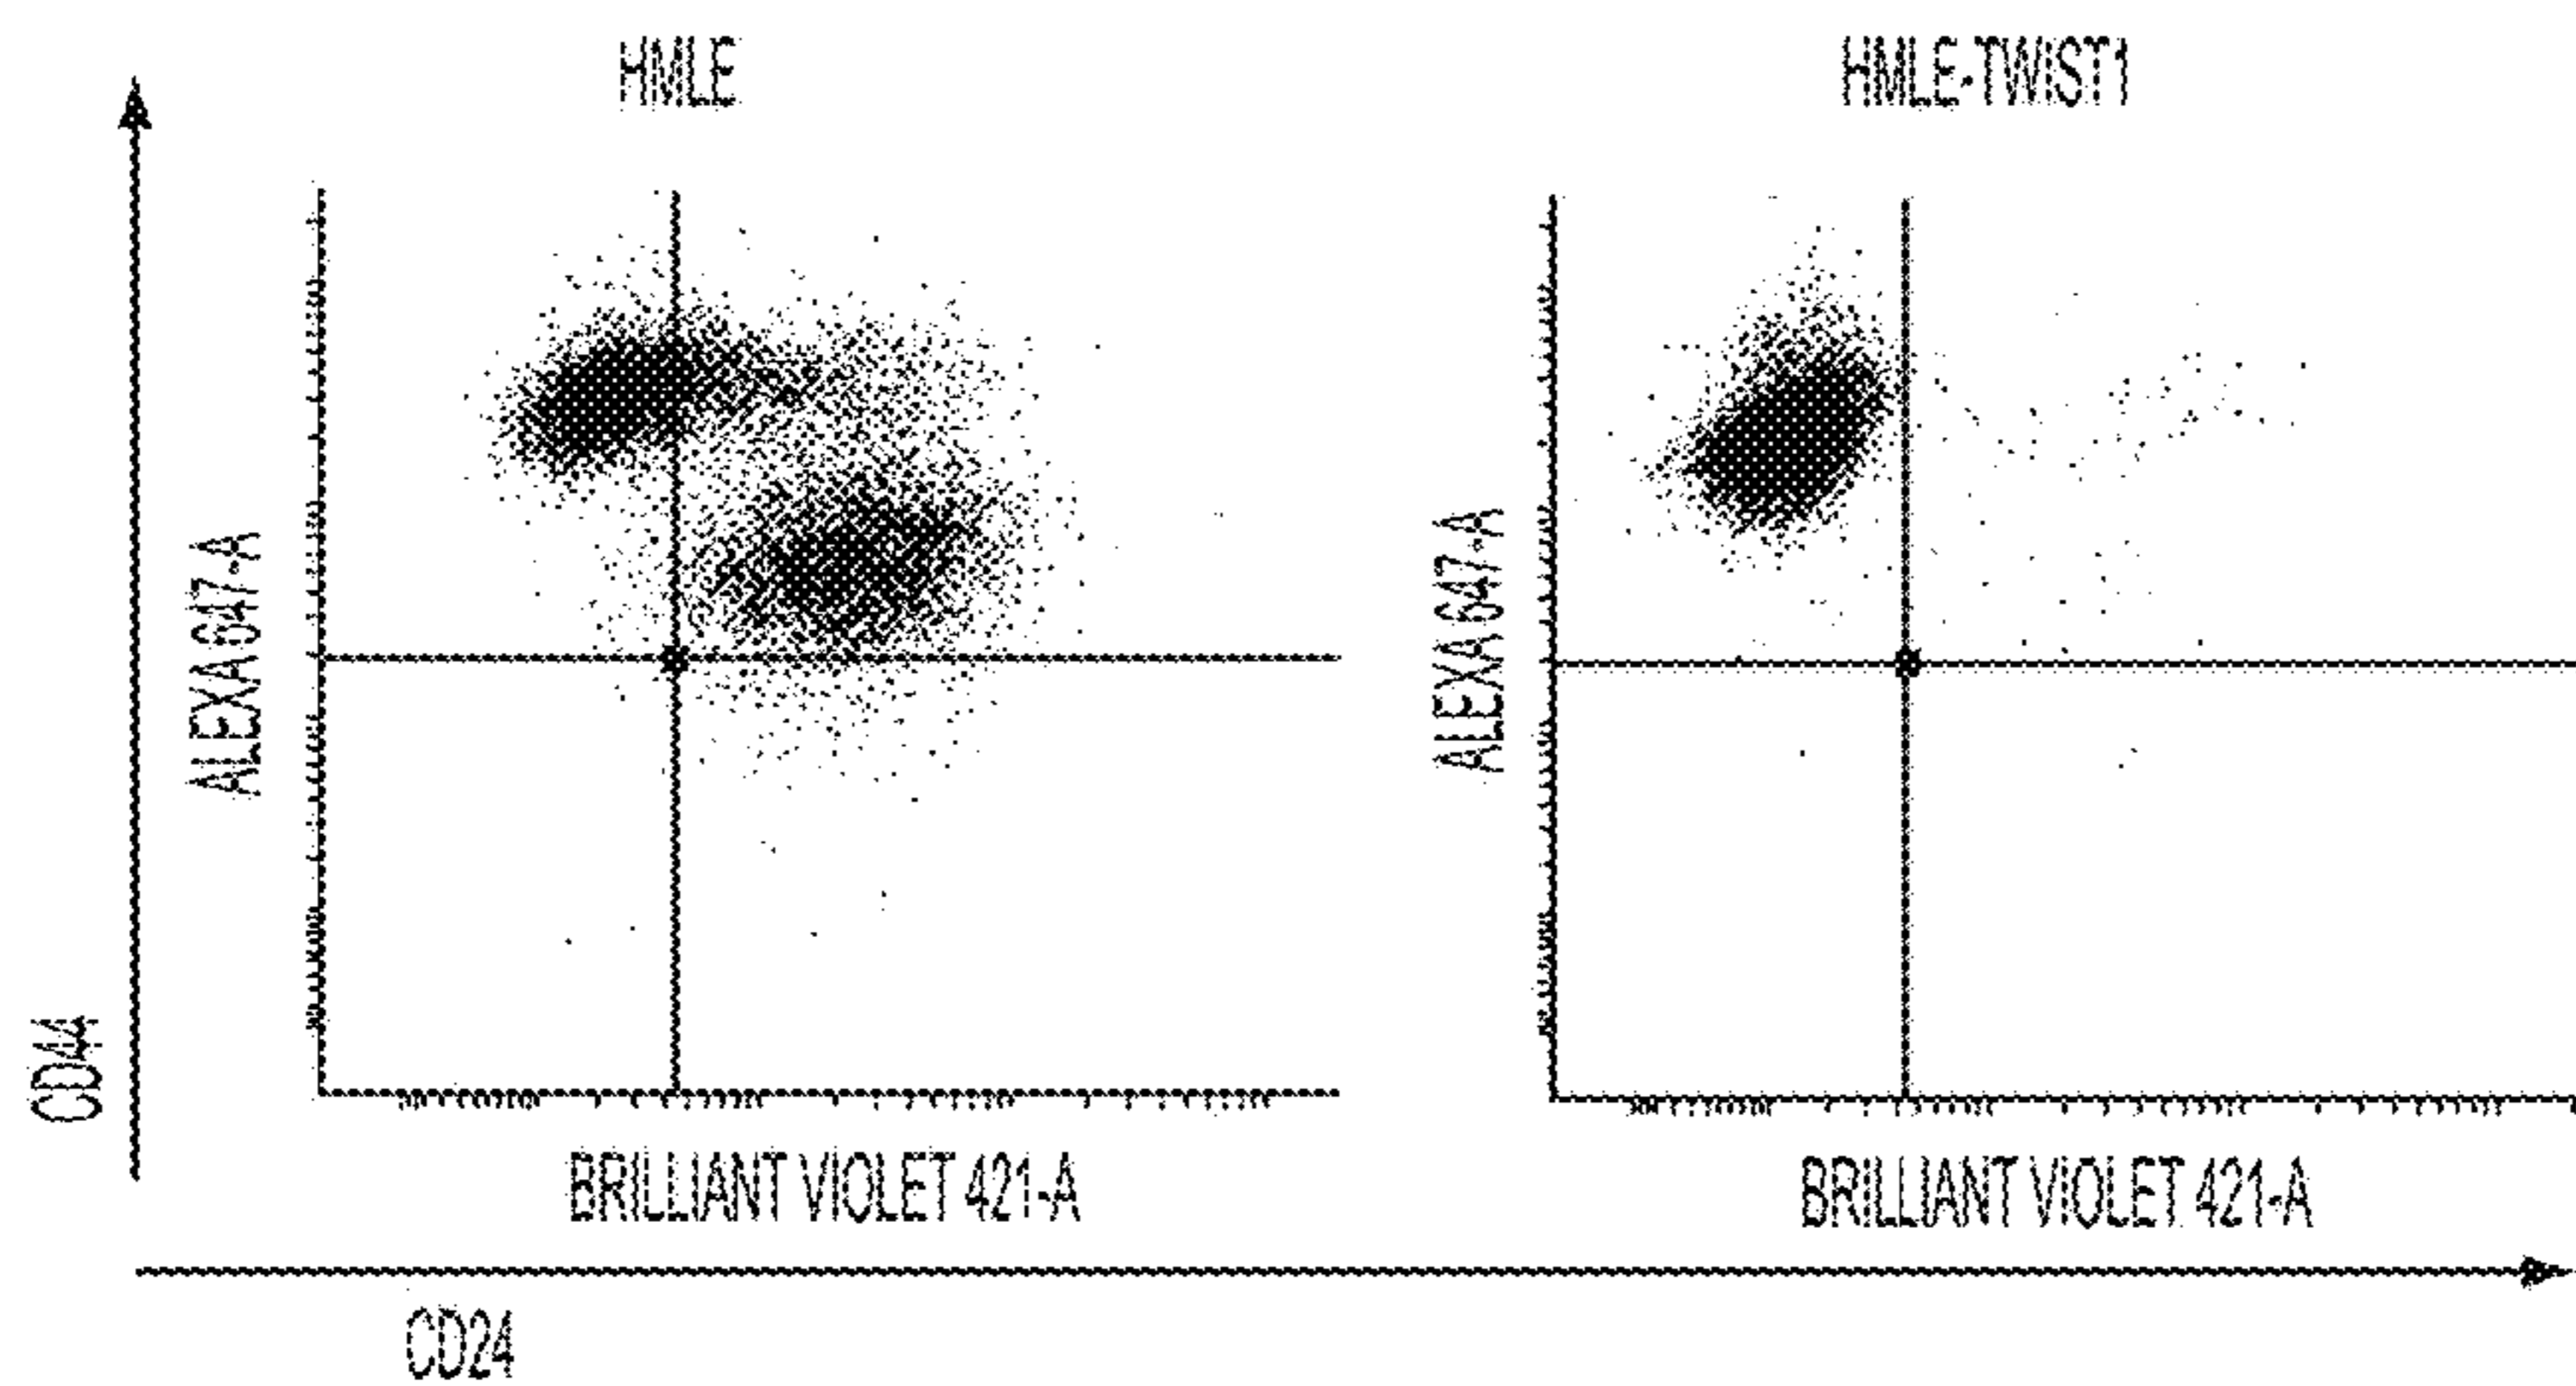 HMLE
HMLE-TWIST1
CD44
ALEXA 647-A
ALEXA 647-A
BRILLIANT VIOLET 421-A
BRILLIANT VIOLET 421-A
CD24